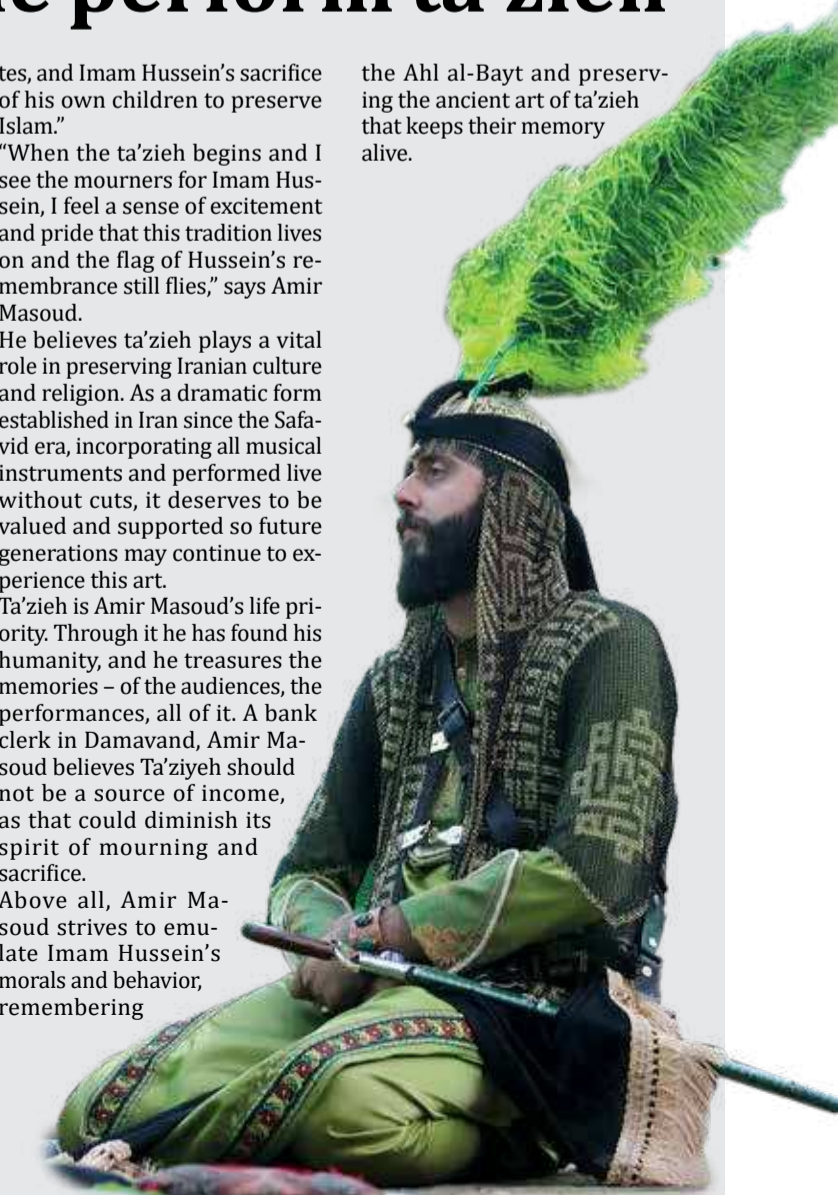 perform ta’zieh
tes, and Imam Hussein’s sacrifice
of his own children to preserve
Islam.”
“When the ta’zieh begins and I
see the mourners for Imam Hus-
sein, I feel a sense of excitement
and pride that this tradition lives
on and the flag of Hussein’s re-
membrance still flies,” says Amir
Masoud.
He believes ta’zieh plays a vital
role in preserving Iranian culture
and religion. As a dramatic form
established in Iran since the Safa-
vid era, incorporating all musical
instruments and performed live
without cuts, it deserves to be
valued and supported so future
generations may continue to ex-
perience this art.
Ta’zieh is Amir Masoud’s life pri-
ority. Through it he has found his
humanity, and he treasures the
memories – of the audiences, the
performances, all of it. A bank
clerk in Damavand, Amir Ma-
soud believes Ta’ziyeh should
not be a source of income,
as that could diminish its
spirit of mourning and
sacrifice.
Above all, Amir Ma-
soud strives to emu-
late Imam Hussein’s
morals and behavior,
remembering
the Ahl al-Bayt and preserv-
ing the ancient art of ta’zieh
that keeps their memory
alive.